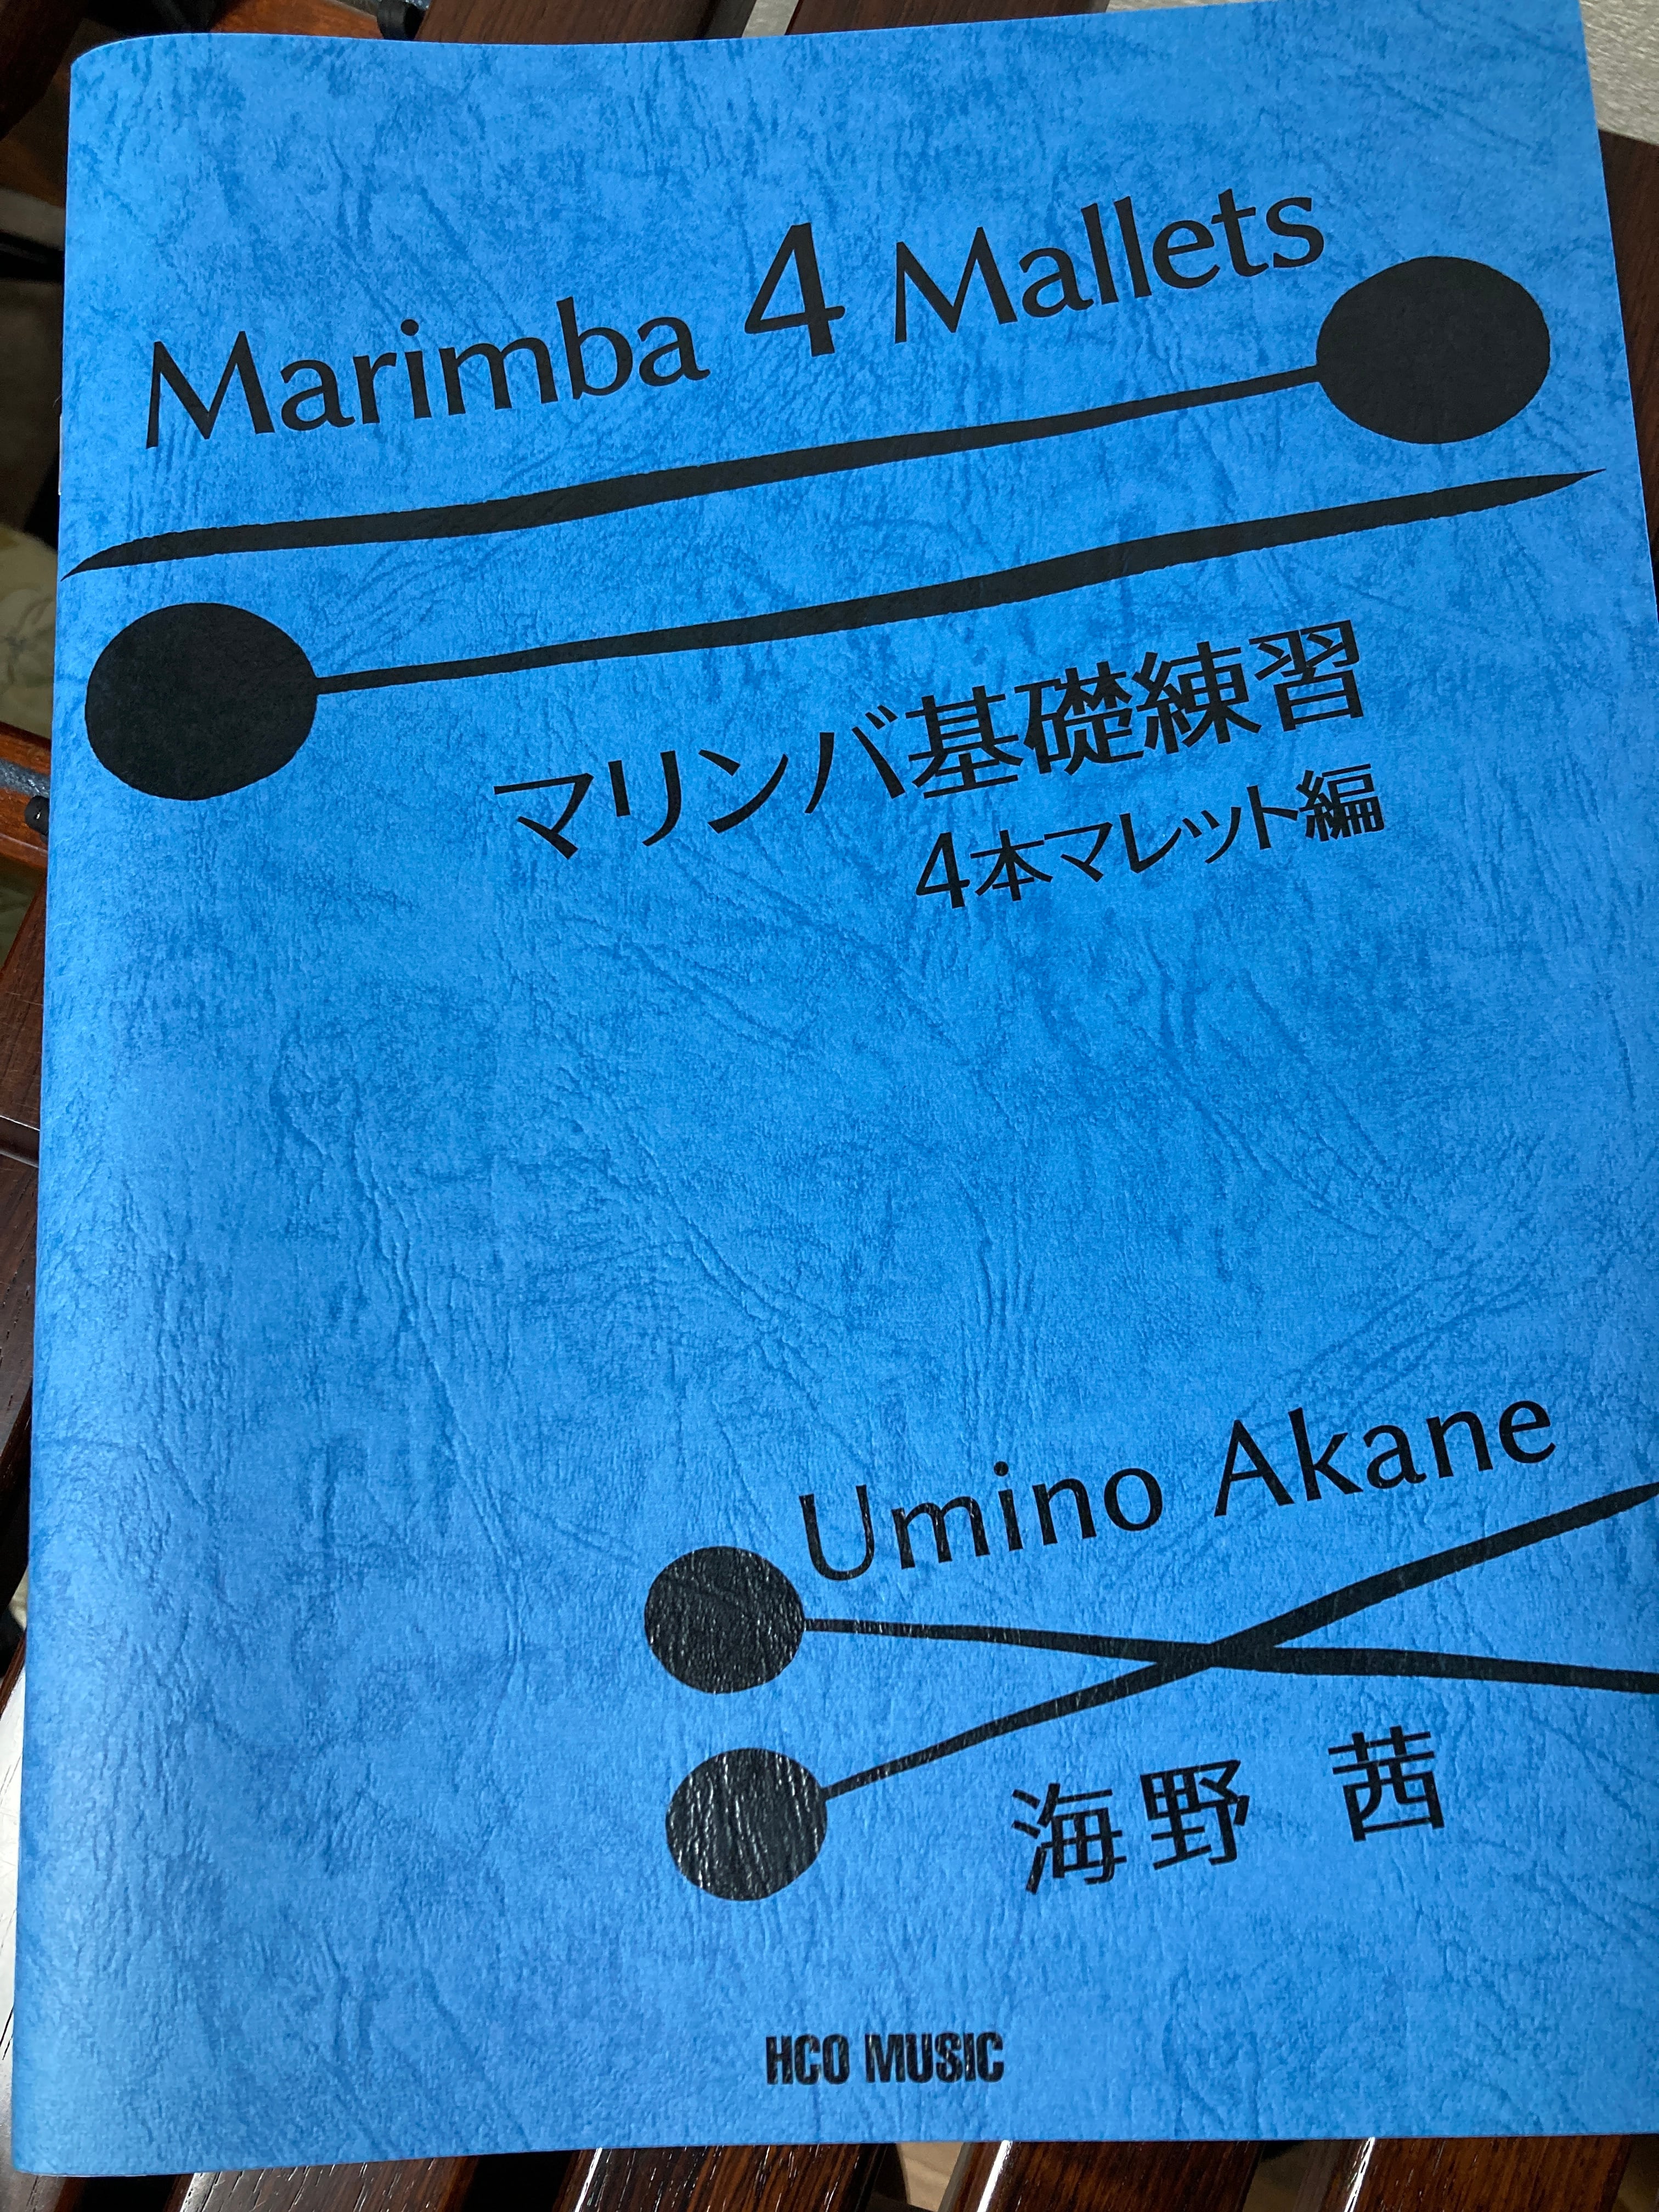 Marimba 4 Mallets
マリンバ基礎練習
4本マレット編
Umino Akane
海野 茜
HCO MUSIC